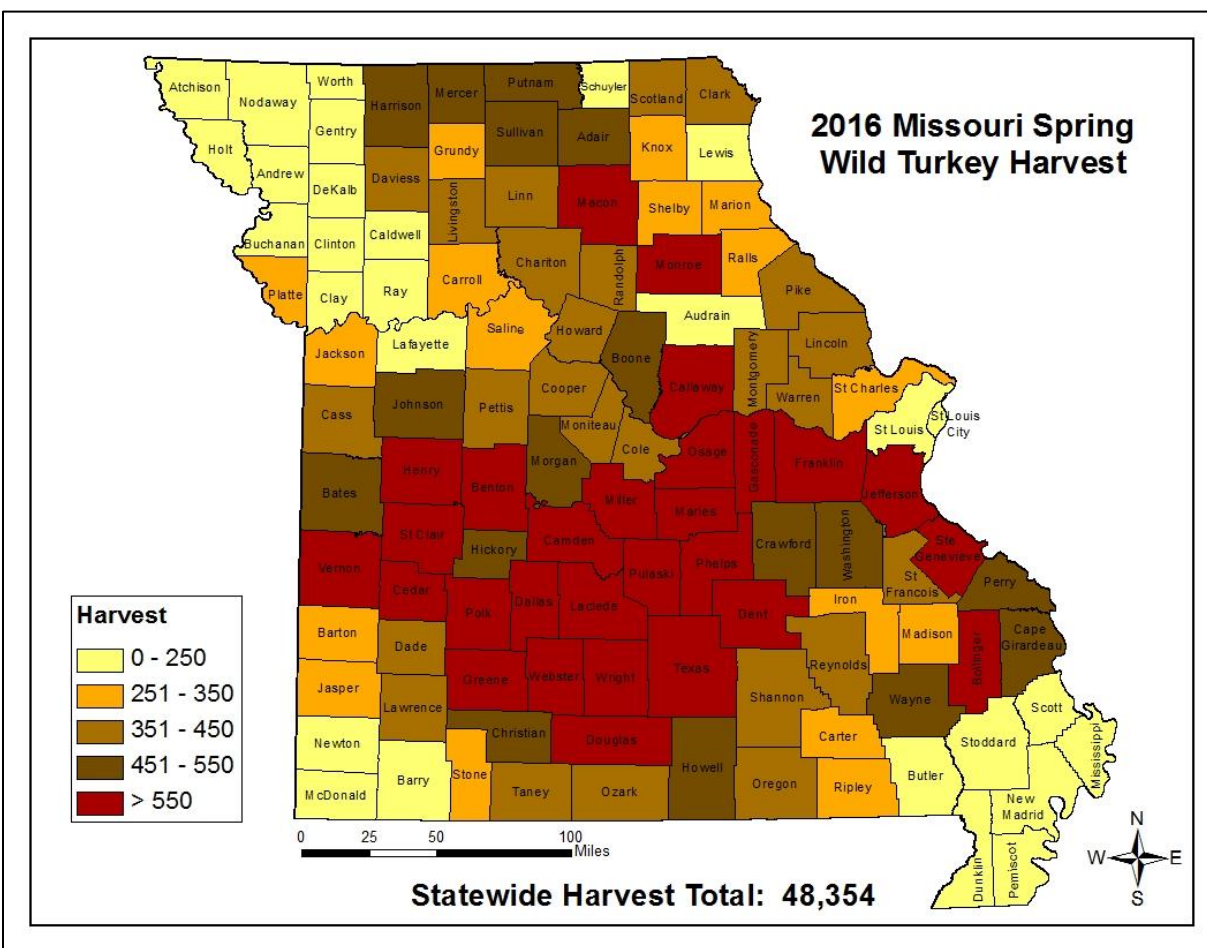 2016 Missouri Spring
Wild Turkey Harvest
Atchison
Nodaway
Worth
Harrison
Mercer
Putnam
Schuyler
Scotland
Clark
Holt
Gentry
Sullivan
Adair
Knox
Lewis
Andrew
DeKalb
Daviess
Grundy
Livingston
Linn
Macon
Shelby
Marion
Buchanan
Clinton
Caldwell
Chariton
Randolph
Monroe
Ralls
Platte
Clay
Ray
Carroll
Pike
Audrain
Jackson
Lafayette
Saline
Howard
Boone
Callaway
Montgomery
Lincoln
Warren
St Charles
St Louis
St Louis
City
Cass
Johnson
Pettis
Cooper
Moniteau
Cole
Osage
Gasconade
Franklin
Jefferson
Bates
Henry
Benton
Morgan
Miller
Maries
Crawford
Washington
Ste
Genevieve
St Clair
Hickory
Camden
Pulaski
Phelps
St
Francois
Perry
Vernon
Cedar
Polk
Dallas
Laclede
Dent
Iron
Madison
Bollinger
Cape
Girardeau
Barton
Dade
Greene
Webster
Wright
Texas
Reynolds
Shannon
Wayne
Jasper
Lawrence
Christian
Douglas
Howell
Carter
Stoddard
Scott
Mississippi
Newton
McDonald
Barry
Stone
Taney
Ozark
Oregon
Ripley
Butler
New
Madrid
Dunklin
Pemiscot
Harvest
0 - 250
251 - 350
351 - 450
451 - 550
> 550
0 25 50 100
Miles
N
W E
S
Statewide Harvest Total: 48,354